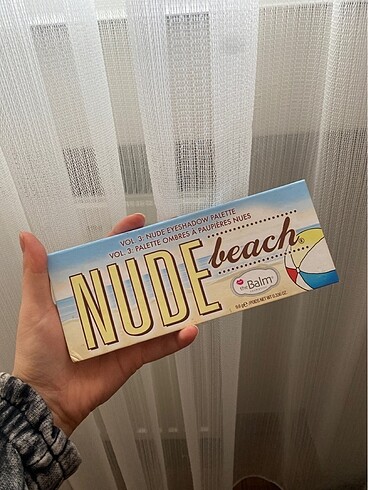 VOL. 3: NUDE EYESHADOW PALETTE
VOL. 3: PALETTE OMBRES À PAUPIÈRES NUES
NUDE
beach®
theBalm®